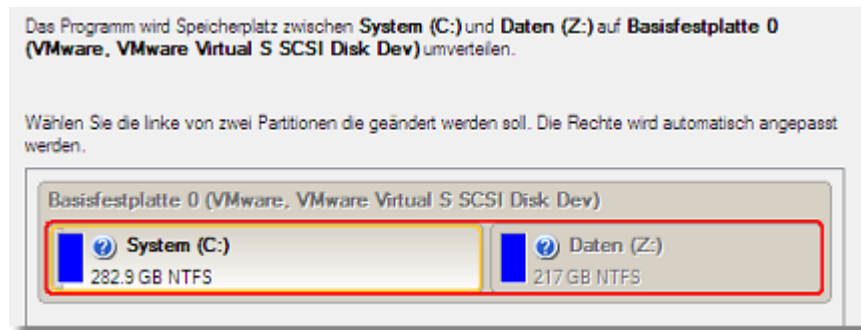 Das Programm wird Speicherplatz zwischen System (C:) und Daten (Z:) auf Basisfestplatte 0
(VMware, VMware Virtual S SCSI Disk Dev) umverteilen.
Wählen Sie die linke von zwei Partitionen die geändert werden soll. Die Rechte wird automatisch angepasst
werden.
Basisfestplatte 0 (VMware, VMware Virtual S SCSI Disk Dev)
System (C:)
282.9 GB NTFS
Daten (Z:)
217 GB NTFS